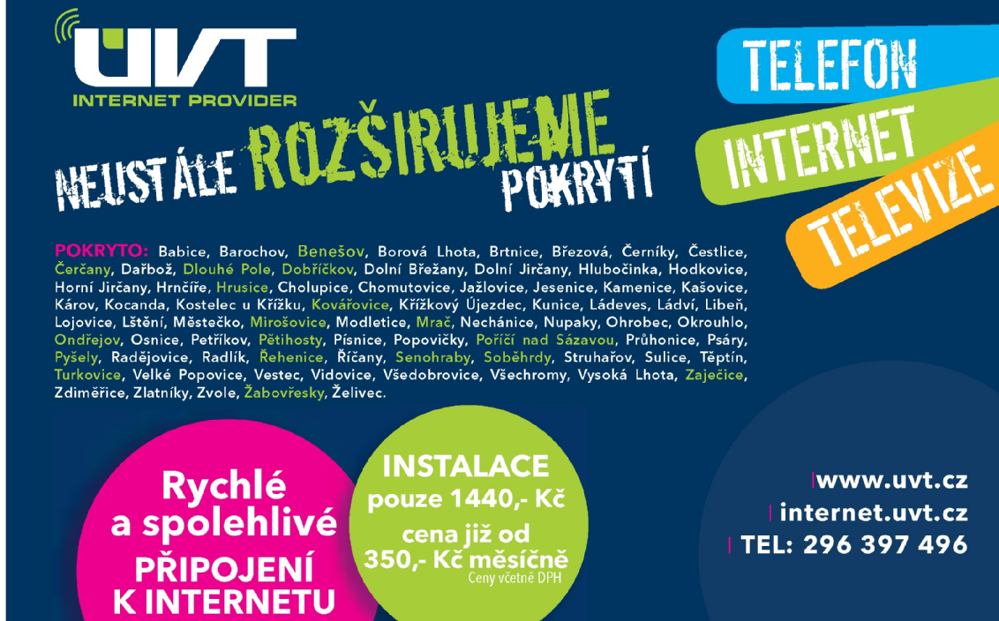 UVT
INTERNET PROVIDER
NEUSTÁLE ROZŠIRUJEME
POKRYTÍ
TELEFON
INTERNET
TELEVIZE
POKRYTO: Babice, Barochov, Benešov, Borová Lhota, Brtnice, Březová, Černíky, Čestlice,
Čerčany, Dařbož, Dlouhé Pole, Dobříčkov, Dolní Břežany, Dolní Jirčany, Hlubočinka, Hodkovice,
Horní Jirčany, Hrnčíře, Hrusice, Cholupice, Chomutovice, Jažlovice, Jesenice, Kamenice, Kašovice,
Károv, Kocanda, Kostelec u Křížku, Kovářovice, Křížkový Újezdec, Kunice, Ládeves, Ládví, Libeň,
Lojovice, Lštění, Městečko, Mirošovice, Modletice, Mrač, Nechánice, Nupaky, Ohrobec, Okrouhlo,
Ondřejov, Osnice, Petříkov, Pětihosty, Písnice, Popovičky, Poříčí nad Sázavou, Průhonice, Psáry,
Pyšely, Radějovice, Radlík, Řehenice, Říčany, Senohraby, Soběhrdy, Struhařov, Sulice, Těptín,
Turkovice, Velké Popovice, Vestec, Vidovice, Všedobrovice, Všechromy, Vysoká Lhota, Zaječice,
Zdiměřice, Zlatníky, Zvole, Žabovřesky, Želivec.
Rychlé
a spolehlivé
PŘIPOJENÍ
K INTERNETU
INSTALACE
pouze 1440,- Kč
cena již od
350,- Kč měsíčně
Ceny včetně DPH
www.uvt.cz
internet.uvt.cz
TEL: 296 397 496